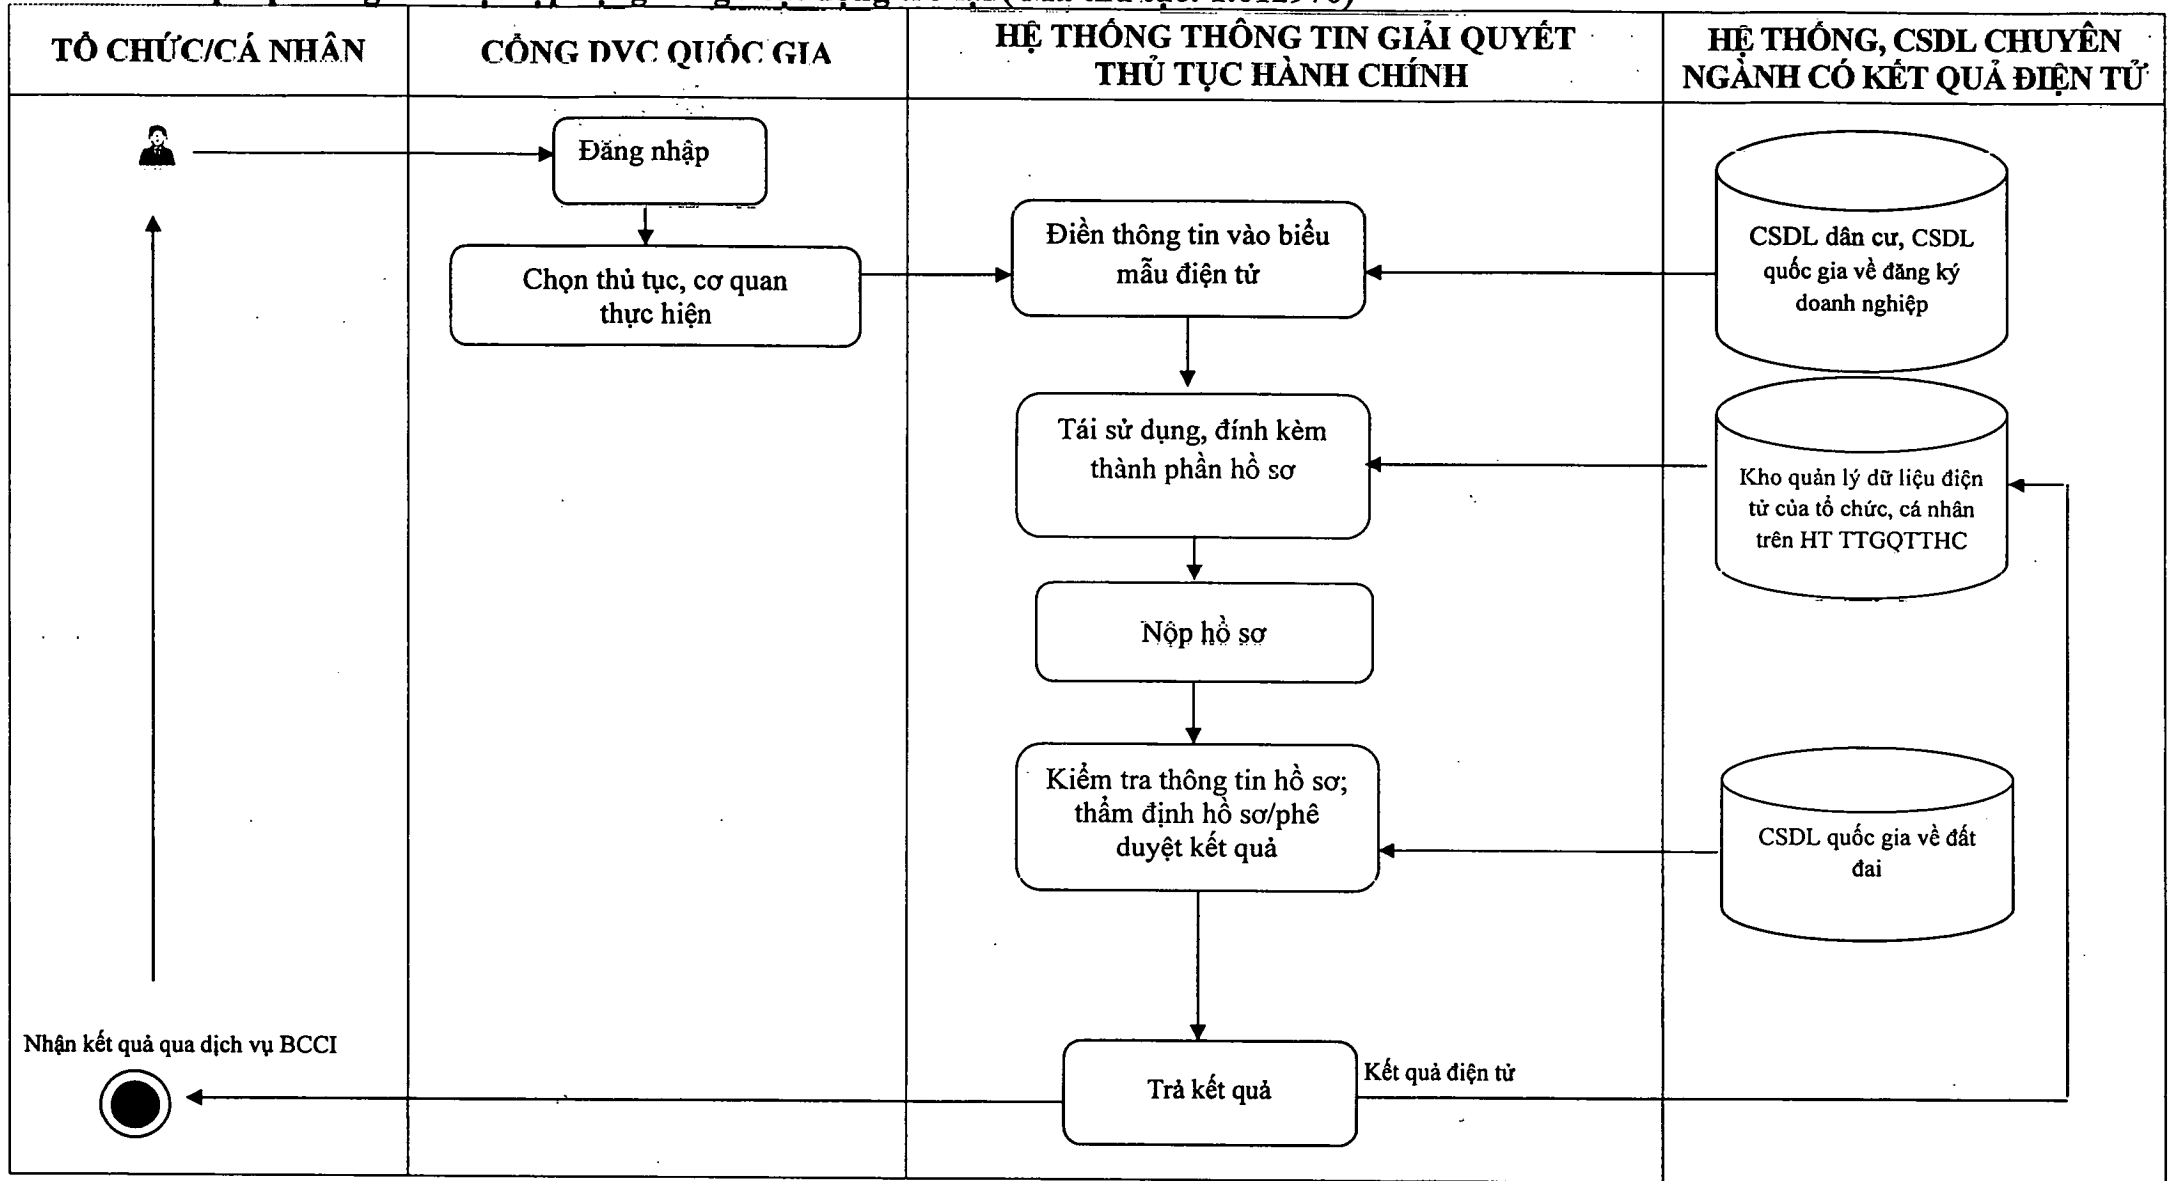 TỔ CHỨC/CÁ NHÂN
CỔNG DVC QUỐC GIA
HỆ THỐNG THÔNG TIN GIẢI QUYẾT
THỦ TỤC HÀNH CHÍNH
HỆ THỐNG, CSDL CHUYÊN
NGÀNH CÓ KẾT QUẢ ĐIỆN TỬ
Đăng nhập
Chọn thủ tục, cơ quan
thực hiện
Điền thông tin vào biểu
mẫu điện tử
CSDL dân cư, CSDL
quốc gia về đăng ký
doanh nghiệp
Tái sử dụng, đính kèm
thành phần hồ sơ
Kho quản lý dữ liệu điện
tử của tổ chức, cá nhân
trên HT TTGQTTHC
Nộp hồ sơ
Kiểm tra thông tin hồ sơ;
thẩm định hồ sơ/phê
duyệt kết quả
CSDL quốc gia về đất
đai
Nhận kết quả qua dịch vụ BCCI
Trả kết quả
Kết quả điện tử